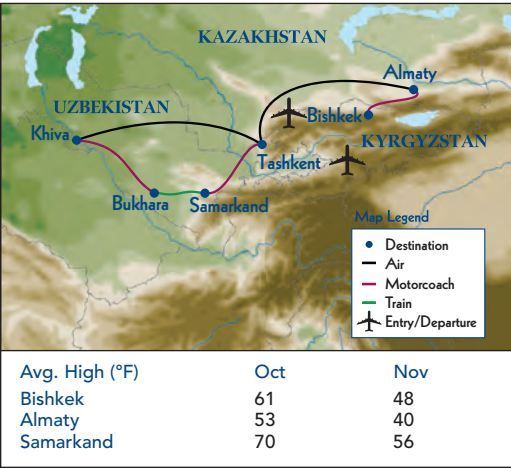 KAZAKHSTAN
Almaty
UZBEKISTAN
Bishkek
Khiva
KYRGYZSTAN
Tashkent
Bukhara
Samarkand
Map Legend
Destination
Air
Motorcoach
Train
Entry/Departure
Avg. High (°F) Oct Nov
Bishkek 61 48
Almaty 53 40
Samarkand 70 56